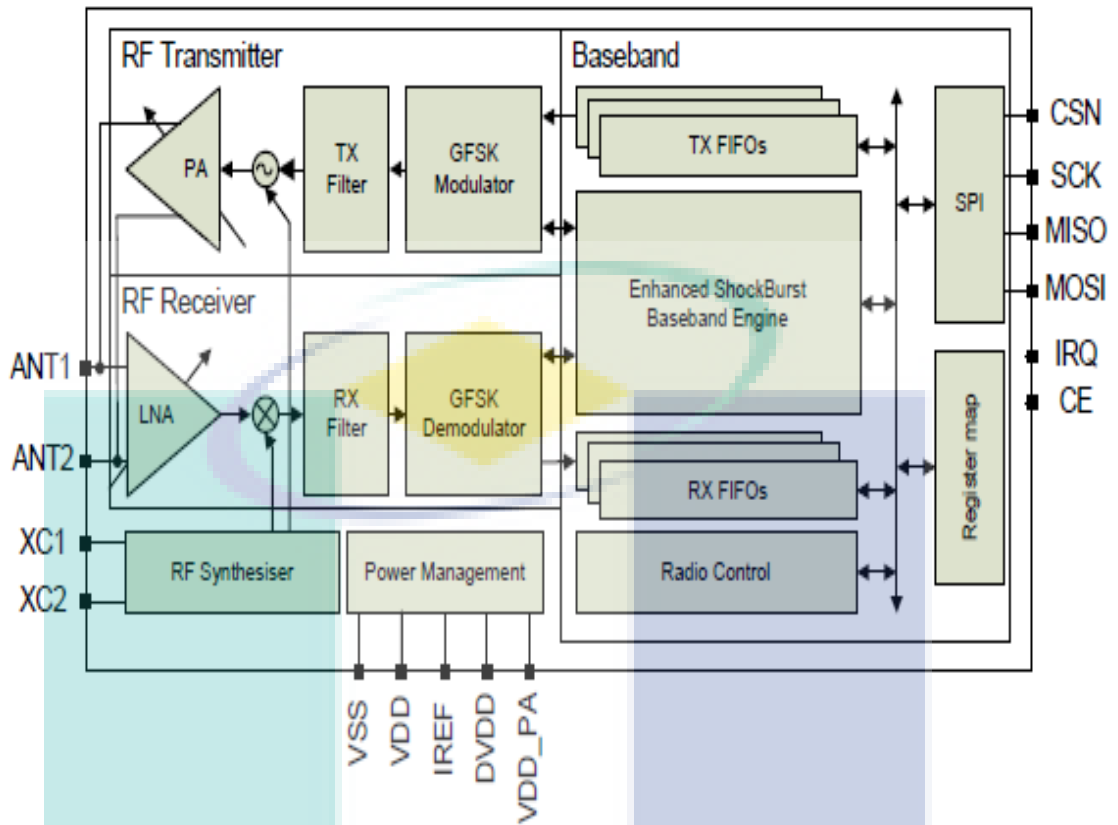 RF Transmitter
Baseband
PA
TX
Filter
GFSK
Modulator
TX FIFOs
SPI
CSN
SCK
MISO
MOSI
IRQ
CE
Enhanced ShockBurst
Baseband Engine
RF Receiver
ANT1
ANT2
LNA
RX
Filter
GFSK
Demodulator
RX FIFOs
Register map
XC1
XC2
RF Synthesiser
Power Management
Radio Control
VSS
VDD
IREF
DVDD
VDD_PA